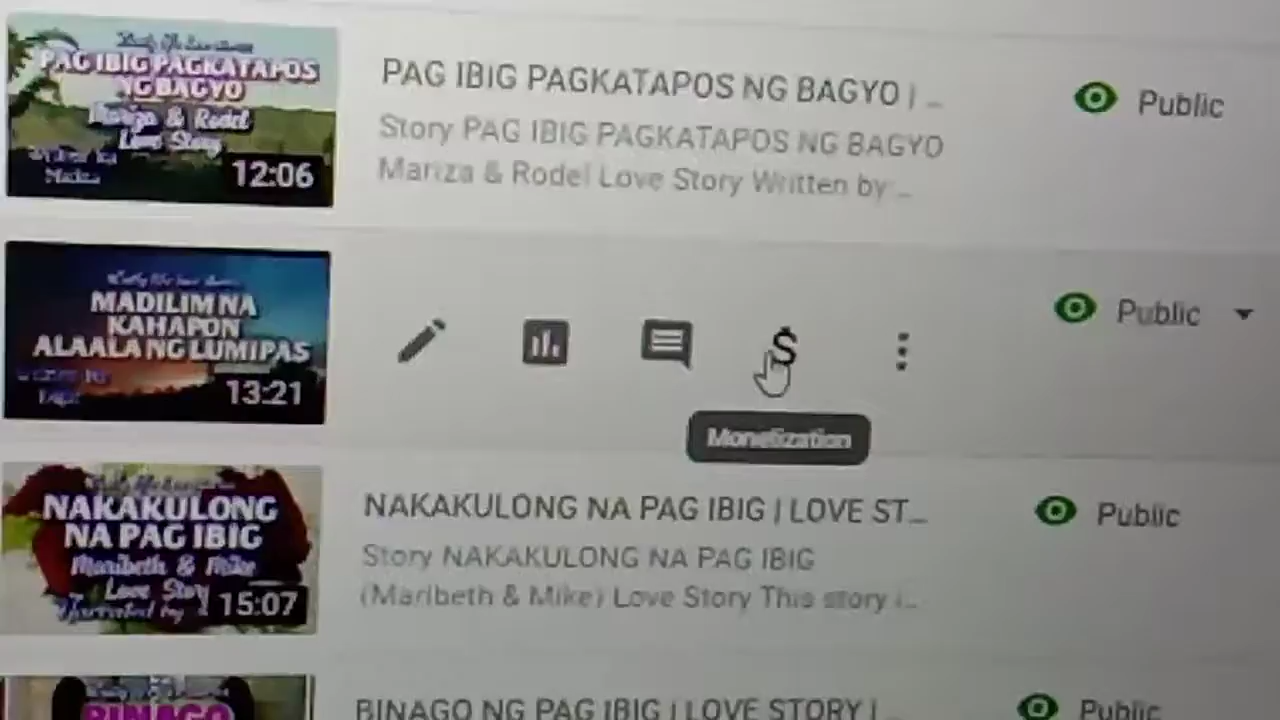 PAG IBIG PAGKATAPOS
NG BAGYO
Mariza & Rodel
Love Story
12:06
PAG IBIG PAGKATAPOS NG BAGYO | ...
Story PAG IBIG PAGKATAPOS NG BAGYO
Mariza & Rodel Love Story Written by ...
Public
MADILIM NA
KAHAPON
ALAALA NG LUMIPAS
13:21
$
Monetization
Public
NAKAKULONG
NA PAG IBIG
Maribeth & Mike
Love Story
Narrated by
15:07
NAKAKULONG NA PAG IBIG | LOVE ST...
Story NAKAKULONG NA PAG IBIG
(Maribeth & Mike) Love Story This story i...
Public
BINAGO
BINAGO NG PAG IBIG | LOVE STORY | ...
Public